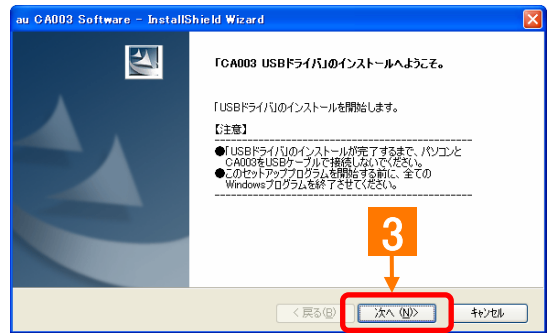 au CA003 Software - InstallShield Wizard
「CA003 USBドライバ」のインストールへようこそ。
「USBドライバ」のインストールを開始します。
【注意】
--------------------------------------------------
●「USBドライバ」のインストールが完了するまで、パソコンと
CA003をUSBケーブルで接続しないでください。
●このセットアッププログラムを開始する前に、全ての
Windowsプログラムを終了させてください。
--------------------------------------------------
3
< 戻る(B)
次へ (N)>
キャンセル